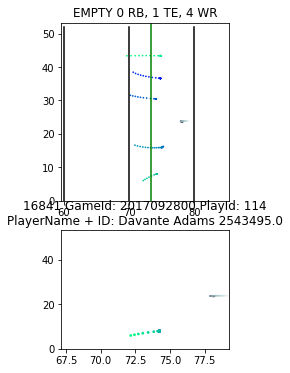 EMPTY 0 RB, 1 TE, 4 WR
50
40
30
20
10
0
60 70 80
16841 GameId: 2017092800 PlayId: 114
PlayerName + ID: Davante Adams 2543495.0
40
20
0
67.5 70.0 72.5 75.0 77.5